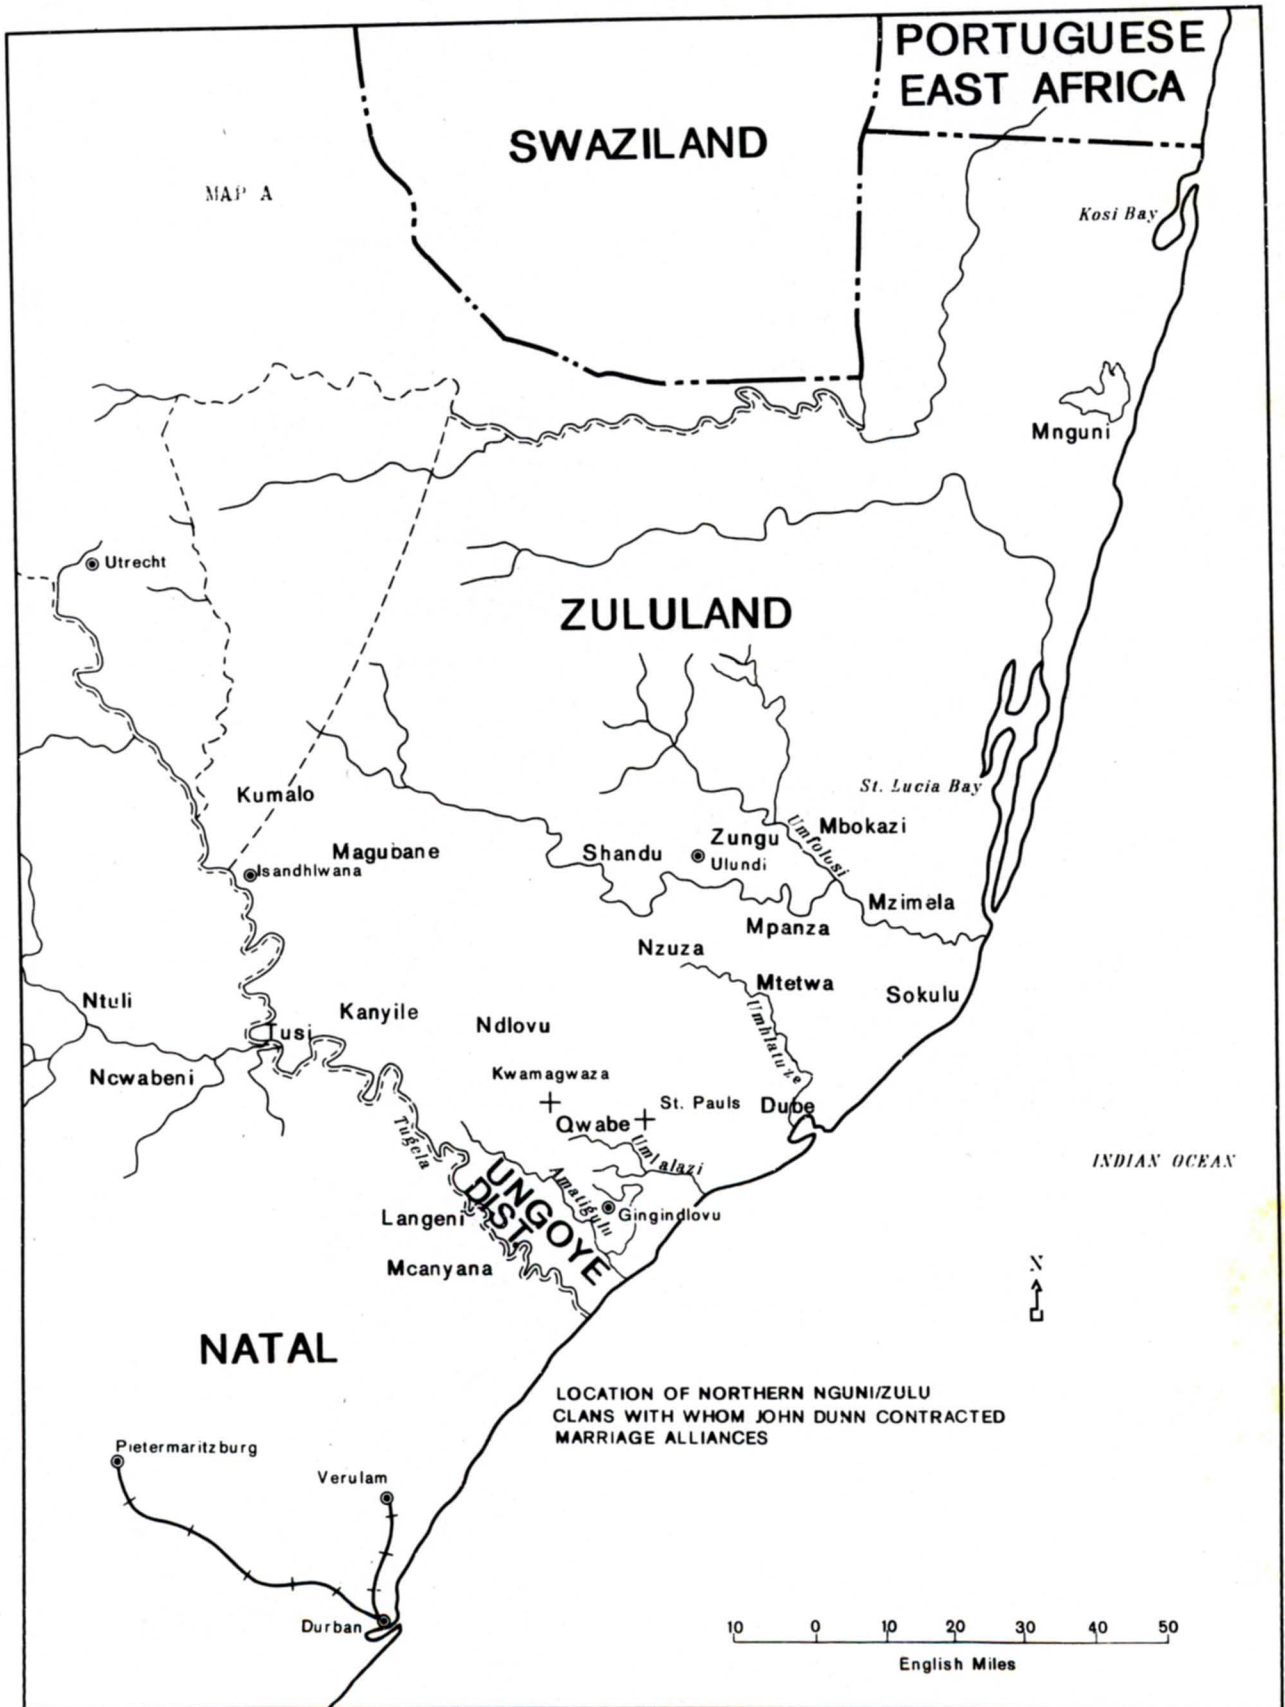 PORTUGUESE
EAST AFRICA
SWAZILAND
MAP A
Kosi Bay
Mnguni
Utrecht
ZULULAND
St. Lucia Bay
Kumalo
Umfolosi
Mbokazi
Zungu
Magubane
Shandu
Ulundi
Isandhlwana
Mzimela
Mpanza
Nzuza
Mtetwa
Sokulu
Ntuli
Kanyile
Umhlatuze
Ndlovu
Tusi
Ncwabeni
Kwamagwaza
St. Pauls
Dube
Qwabe
Tugela
Umlalazi
INDIAN OCEAN
UNGOYE
DIST.
Amatigulu
Langeni
Gingindlovu
Mcanyana
N
NATAL
LOCATION OF NORTHERN NGUNI/ZULU
CLANS WITH WHOM JOHN DUNN CONTRACTED
MARRIAGE ALLIANCES
Pietermaritzburg
Verulam
Durban
10 0 10 20 30 40 50
English Miles